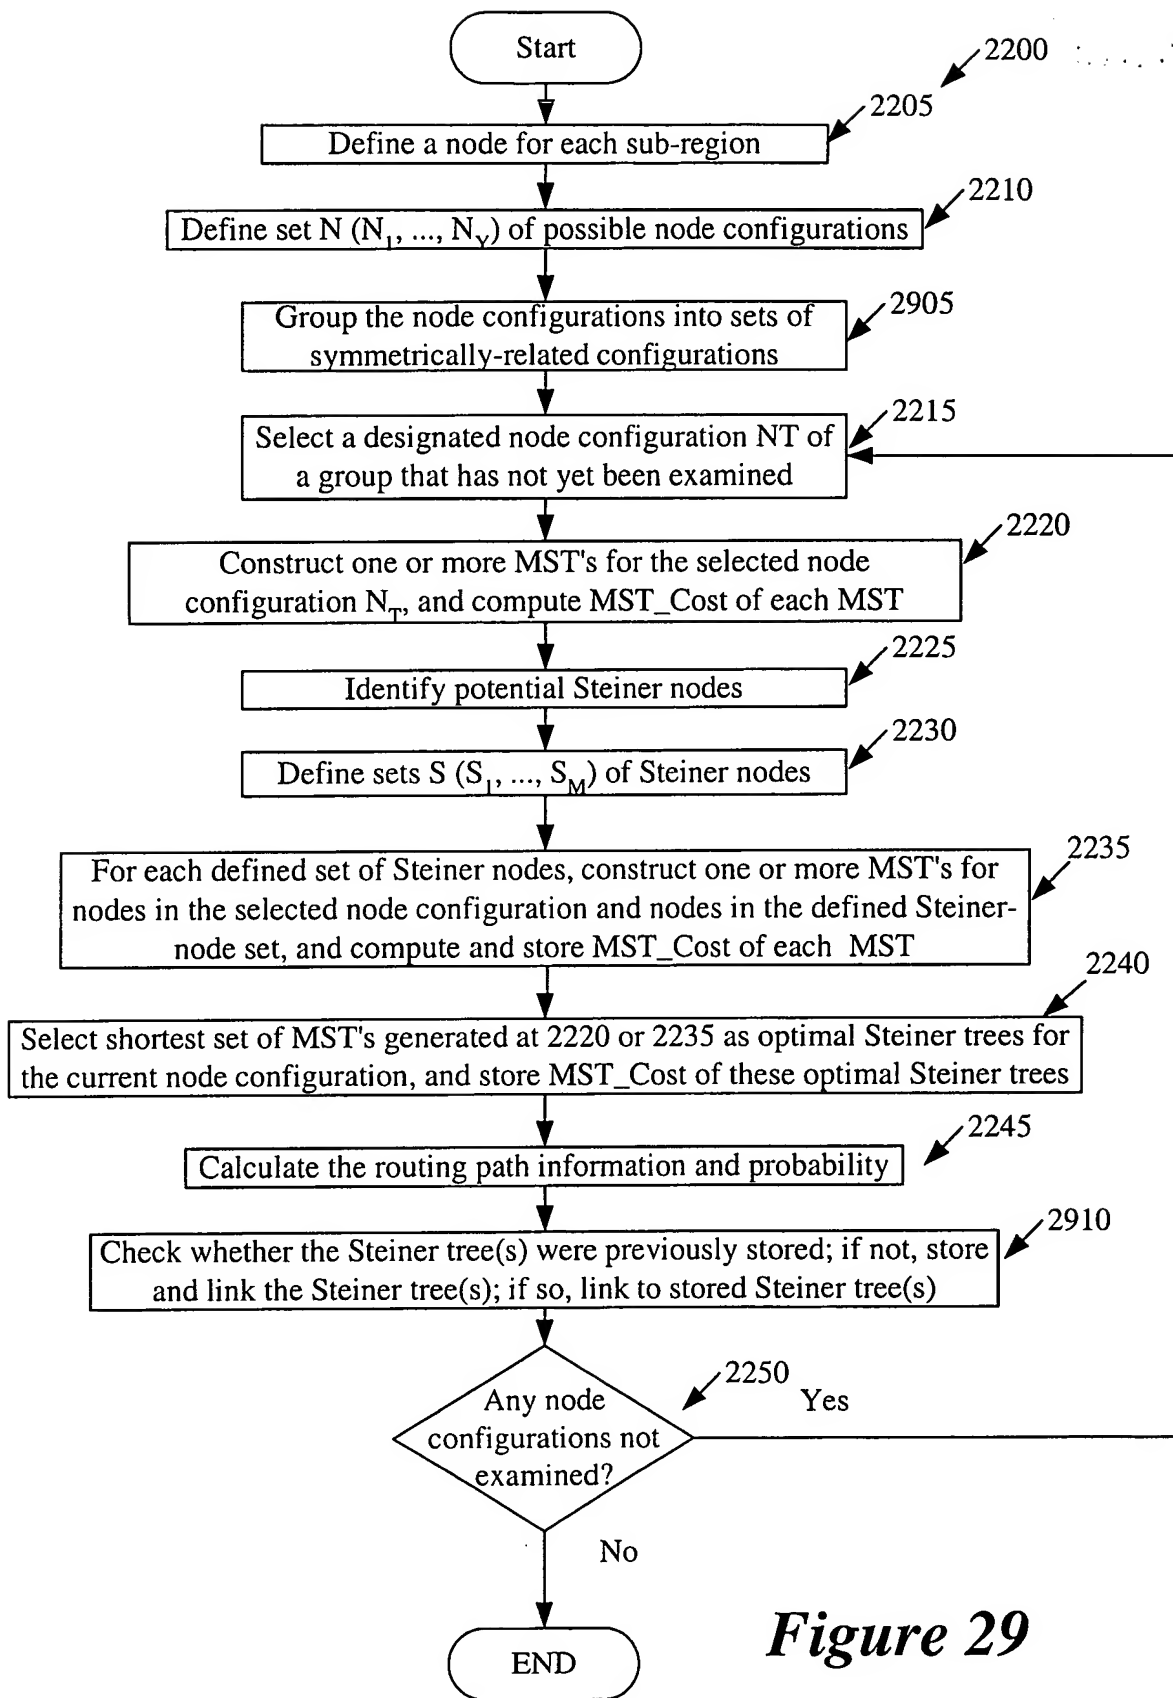 Start
2200
2205
Define a node for each sub-region
2210
Define set N (N1, ..., NY) of possible node configurations
2905
Group the node configurations into sets of
symmetrically-related configurations
2215
Select a designated node configuration NT of
a group that has not yet been examined
2220
Construct one or more MST's for the selected node
configuration NT, and compute MST_Cost of each MST
2225
Identify potential Steiner nodes
2230
Define sets S (S1, ..., SM) of Steiner nodes
2235
For each defined set of Steiner nodes, construct one or more MST's for
nodes in the selected node configuration and nodes in the defined Steiner-
node set, and compute and store MST_Cost of each MST
2240
Select shortest set of MST's generated at 2220 or 2235 as optimal Steiner trees for
the current node configuration, and store MST_Cost of these optimal Steiner trees
2245
Calculate the routing path information and probability
2910
Check whether the Steiner tree(s) were previously stored; if not, store
and link the Steiner tree(s); if so, link to stored Steiner tree(s)
2250
Any node
configurations not
examined?
Yes
No
END
Figure 29